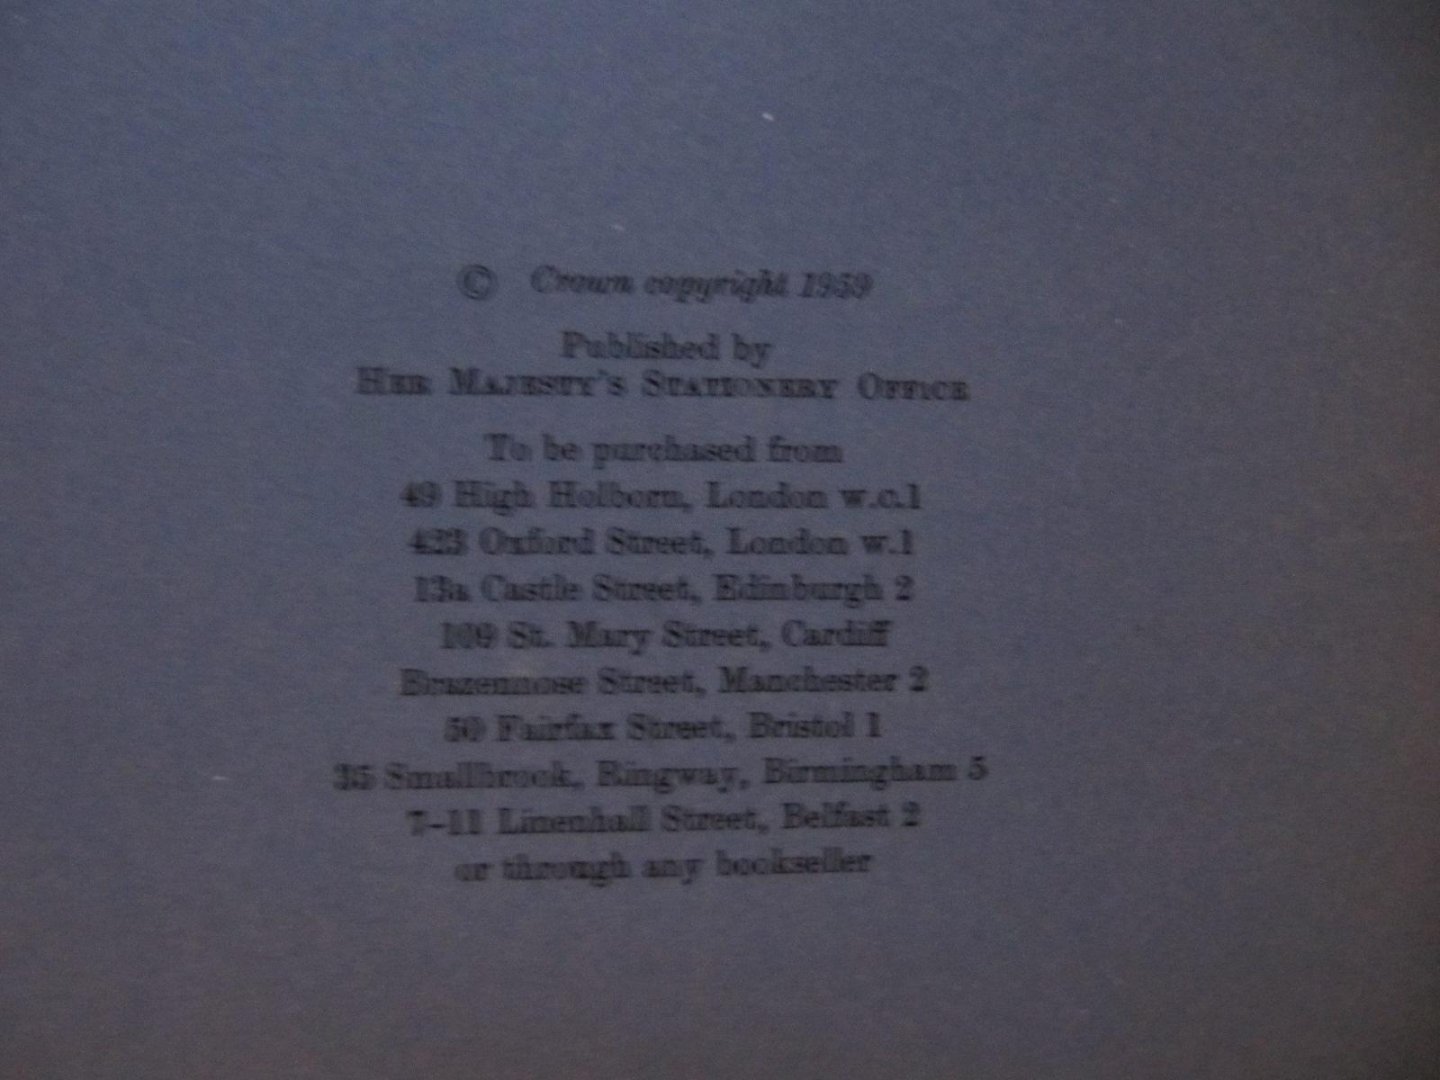 © Crown copyright 1959
Published by
HER MAJESTY'S STATIONERY OFFICE
To be purchased from
49 High Holborn, London w.c.1
423 Oxford Street, London w.1
13a Castle Street, Edinburgh 2
109 St. Mary Street, Cardiff
Brazennose Street, Manchester 2
50 Fairfax Street, Bristol 1
35 Smallbrook, Ringway, Birmingham 5
7–11 Linenhall Street, Belfast 2
or through any bookseller